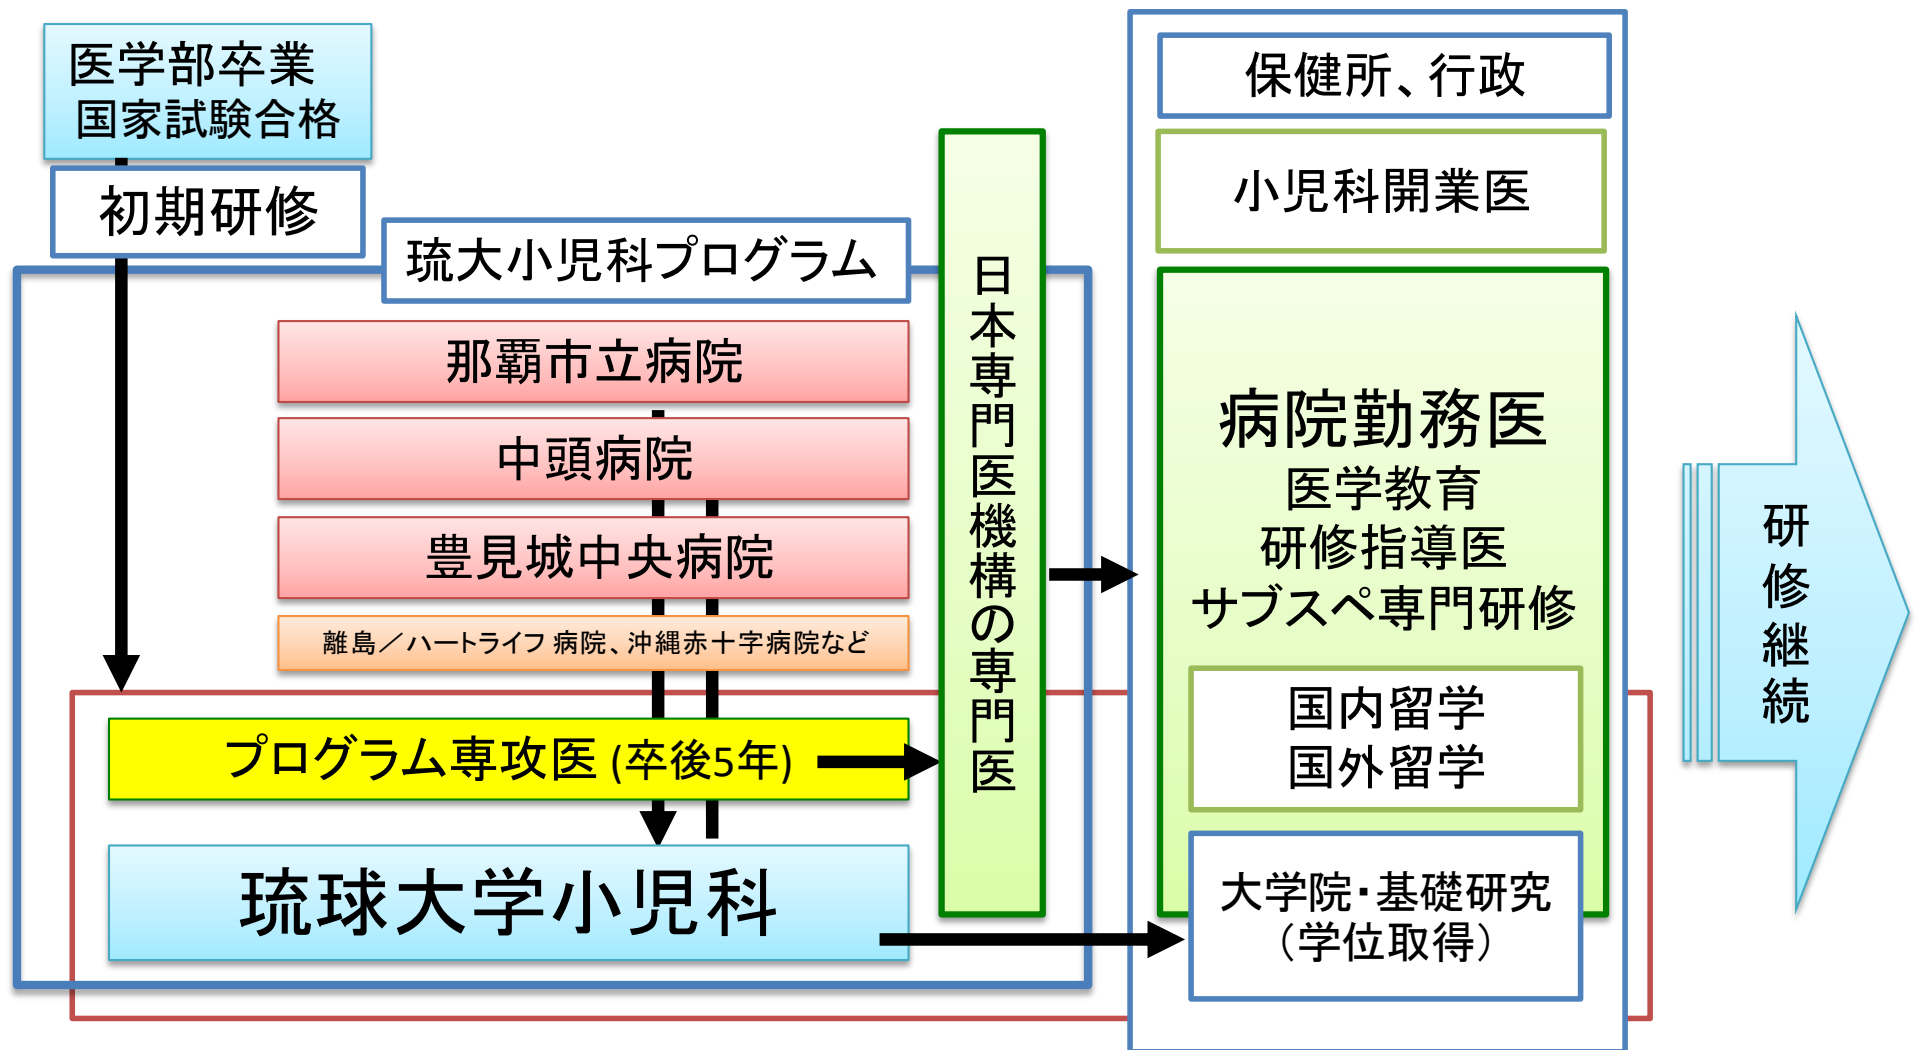 医学部卒業
国家試験合格
初期研修
琉大小児科プログラム
那覇市立病院
中頭病院
豊見城中央病院
離島／ハートライフ 病院、沖縄赤十字病院など
プログラム専攻医 (卒後5年)
琉球大学小児科
日本専門医機構の専門医
保健所、行政
小児科開業医
病院勤務医
医学教育
研修指導医
サブスペ専門研修
国内留学
国外留学
大学院・基礎研究
（学位取得）
研修継続